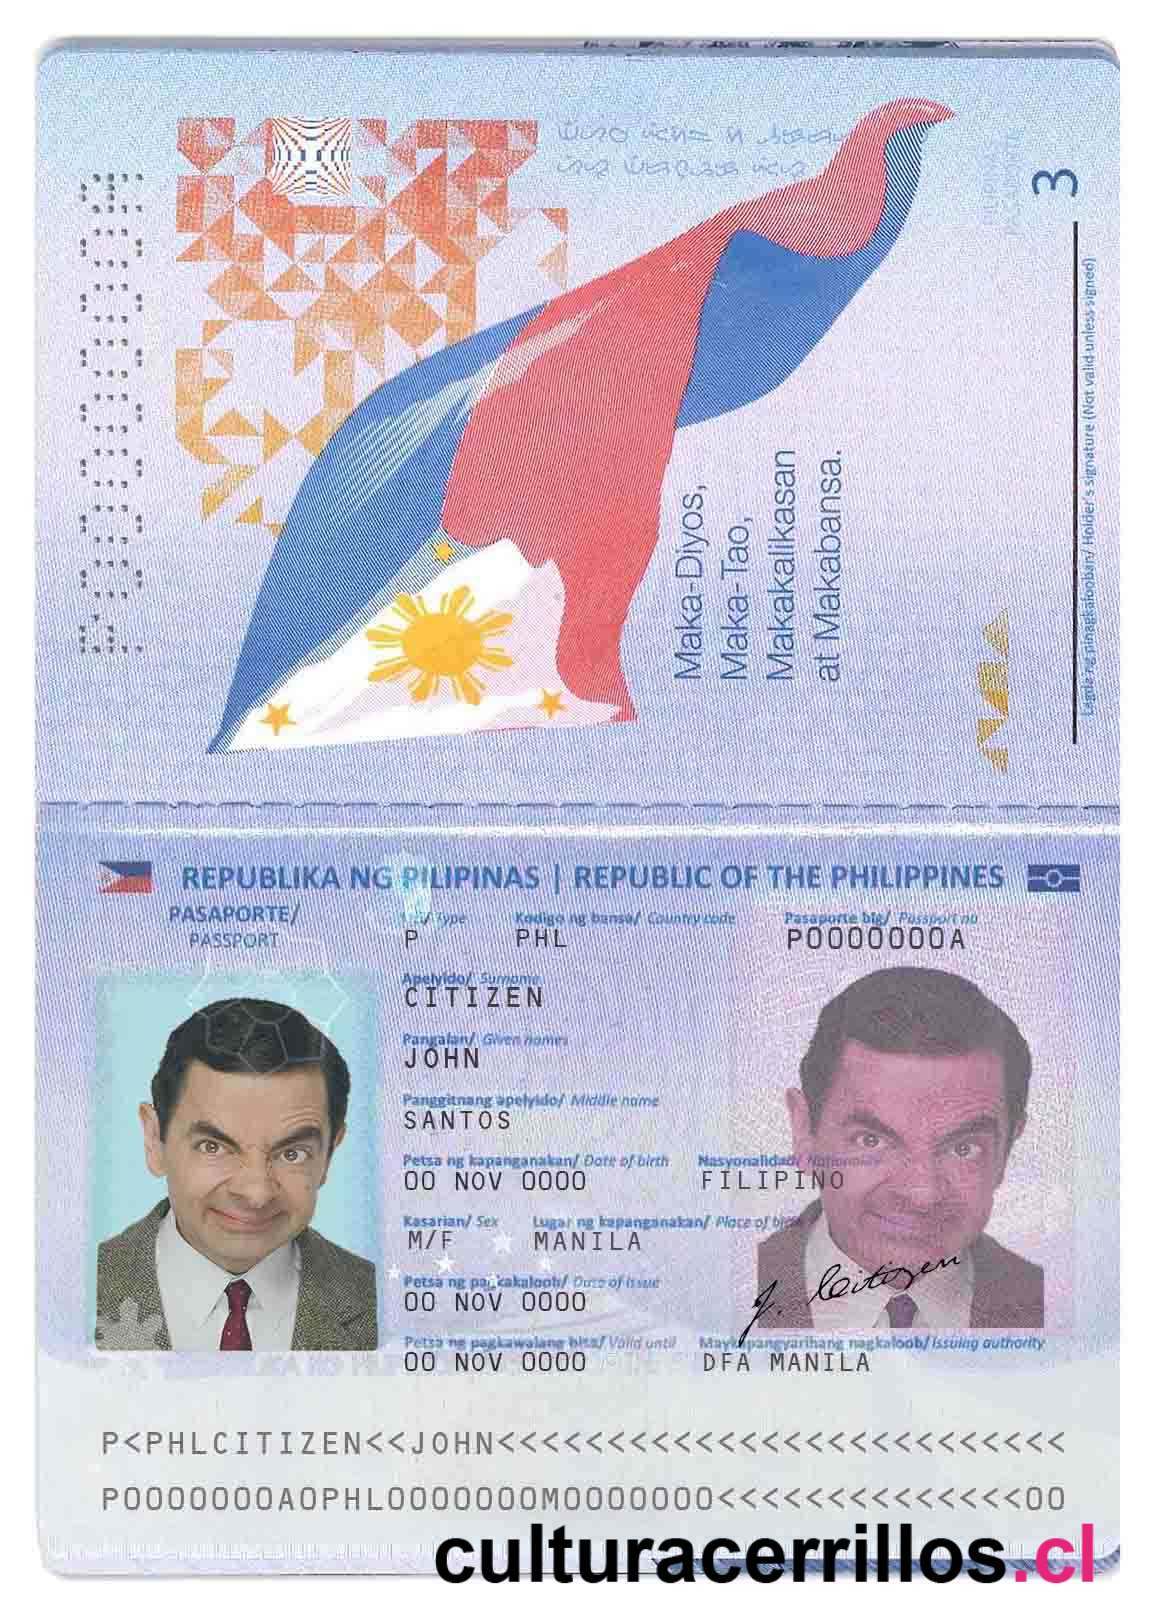 3
Maka-Diyos,
Maka-Tao,
Makakalikasan
at Makabansa.
Lagda ng pinagkalooban/ Holder's signature (Not valid unless signed)
REPUBLIKA NG PILIPINAS | REPUBLIC OF THE PHILIPPINES
PASAPORTE/
PASSPORT
Type
Kodigo ng bansa/ Country code
Pasaporte blg/ Passport no
P
PHL
P0000000A
Apelyido/ Surname
CITIZEN
Pangalan/ Given names
JOHN
Panggitnang apelyido/ Middle name
SANTOS
Petsa ng kapanganakan/ Date of birth
Nasyonalidad/ Nationality
00 NOV 0000
FILIPINO
Kasarian/ Sex
Lugar ng kapanganakan/ Place of birth
M/F
MANILA
Petsa ng pagkakaloob/ Date of issue
00 NOV 0000
J. Citizen
Petsa ng pagkawalang bisa/ Valid until
Maykapangyarihang nagkaloob/ Issuing authority
00 NOV 0000
DFA MANILA
P<PHLCITIZEN<<JOHN<<<<<<<<<<<<<<<<<<<<<<<<<<
P0000000A0PHL0000000M0000000<<<<<<<<<<<<<<00
culturacerrillos.cl